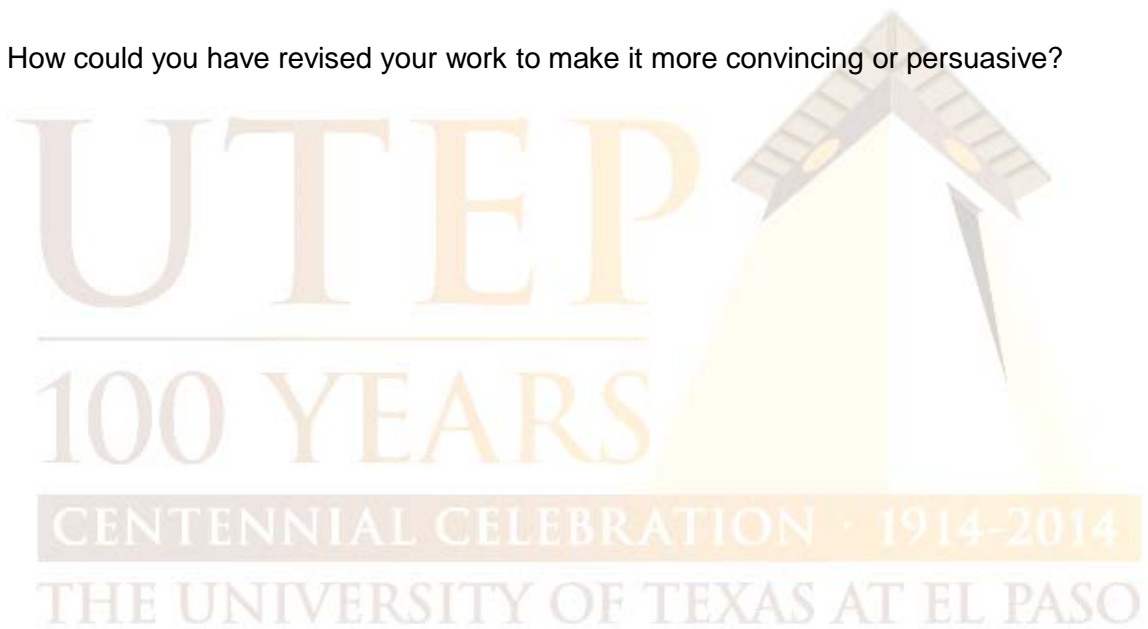 How could you have revised your work to make it more convincing or persuasive?
UTEP
100 YEARS
CENTENNIAL CELEBRATION · 1914-2014
THE UNIVERSITY OF TEXAS AT EL PASO